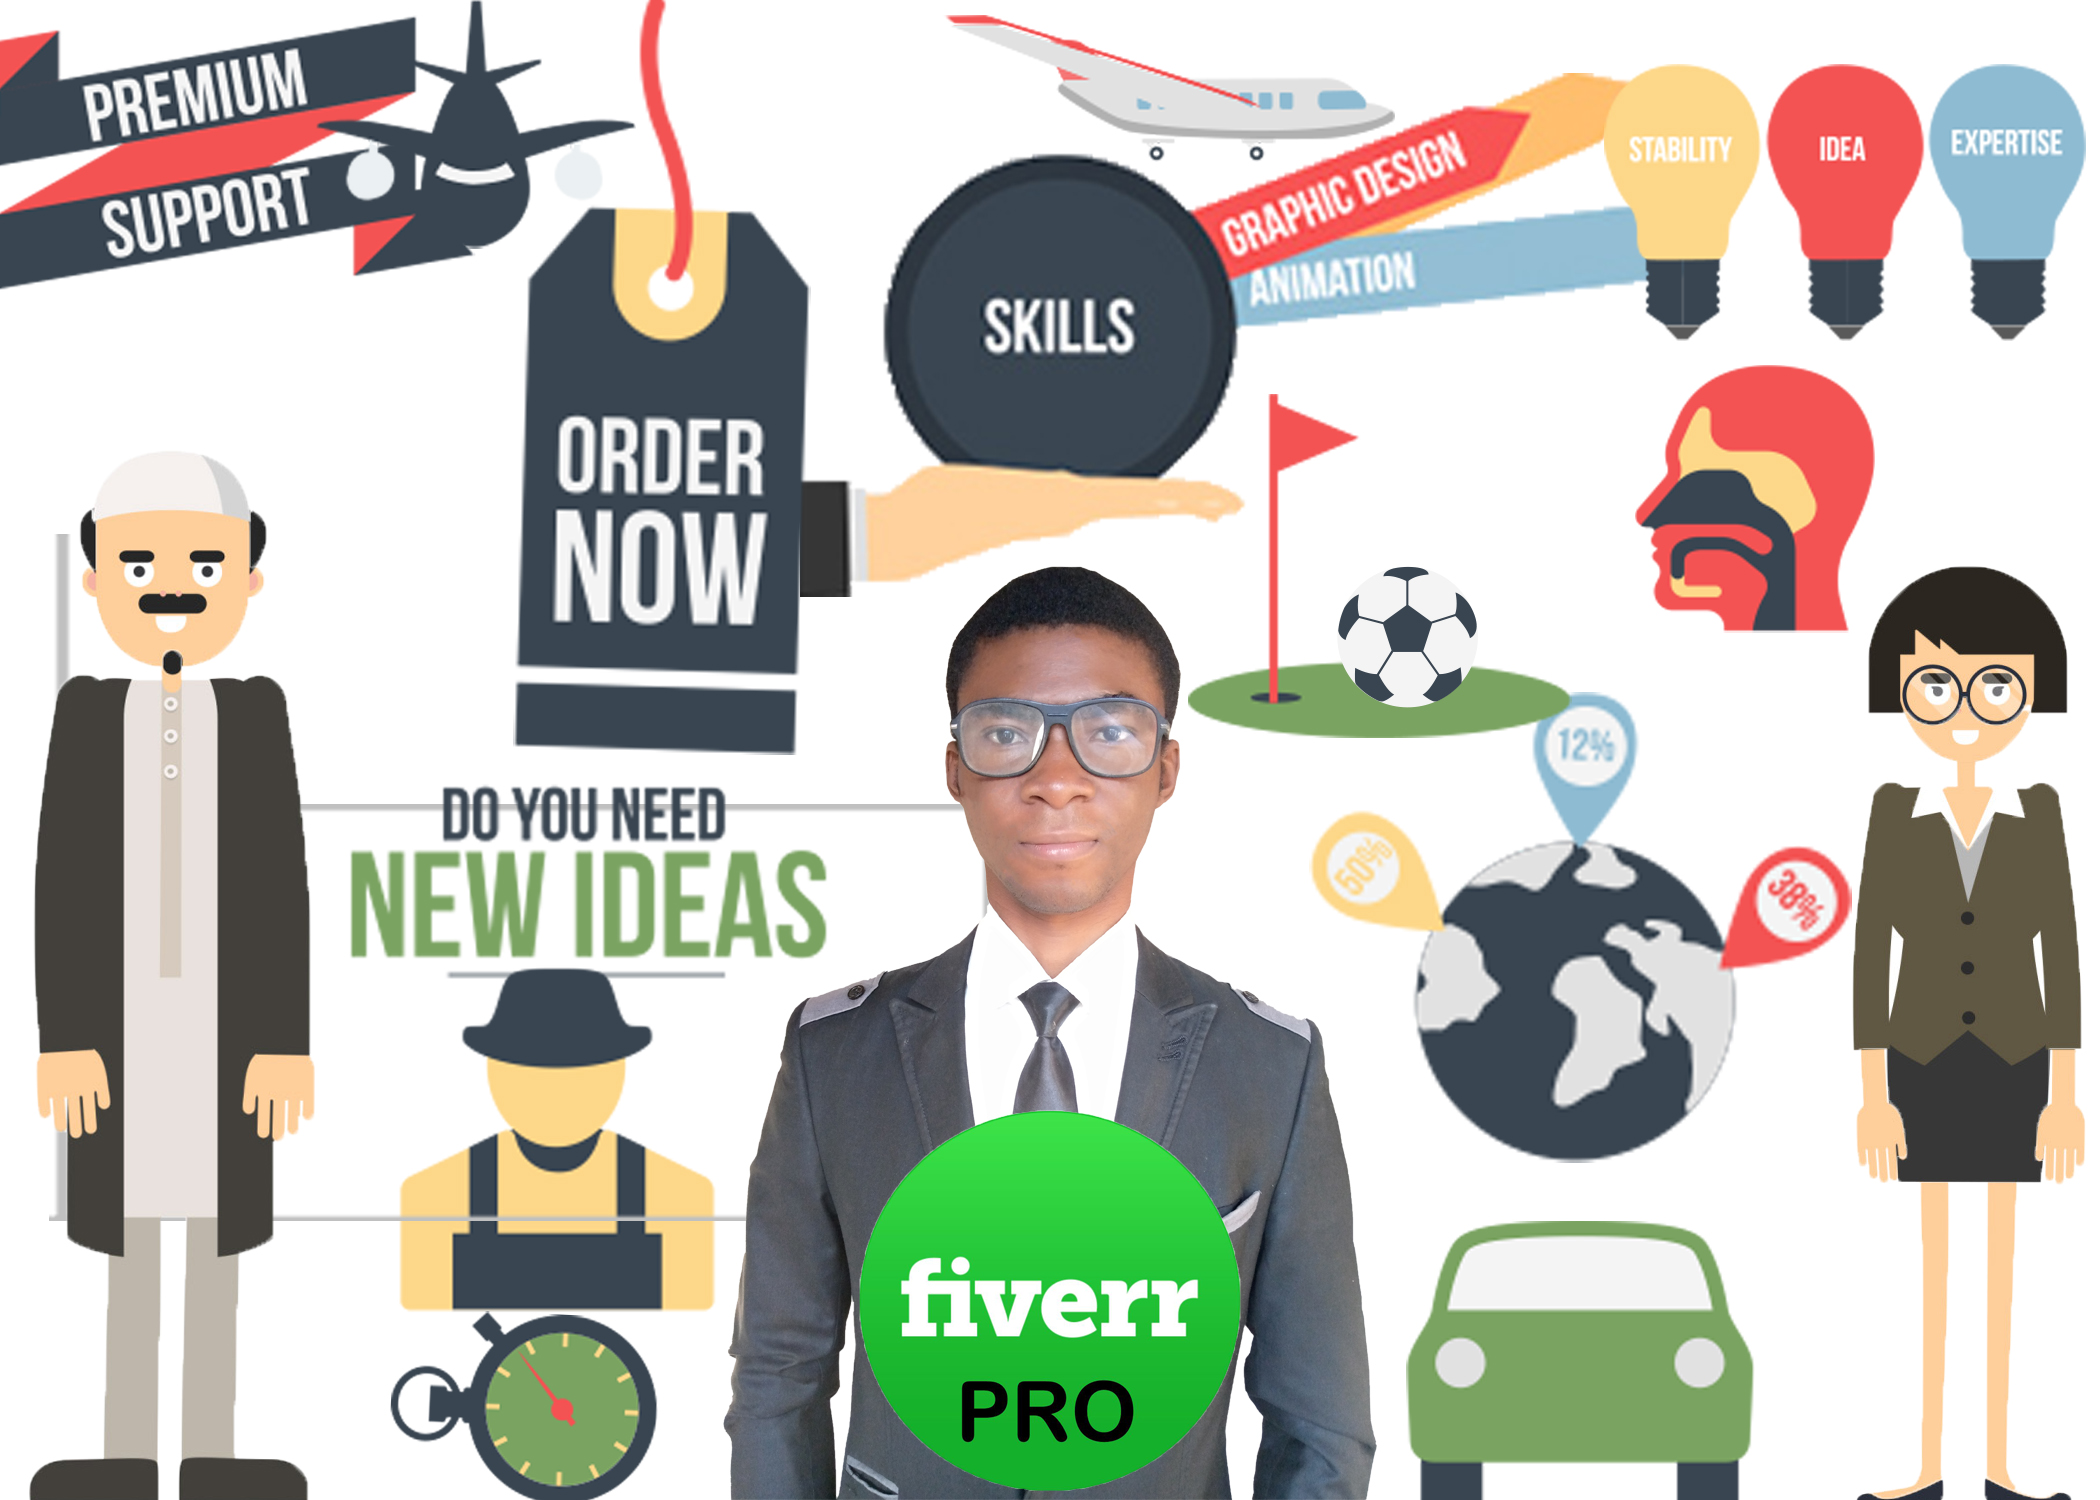 PREMIUM
SUPPORT
ORDER
NOW
SKILLS
GRAPHIC DESIGN
ANIMATION
STABILITY
IDEA
EXPERTISE
DO YOU NEED
NEW IDEAS
12%
50%
38%
fiverr
PRO